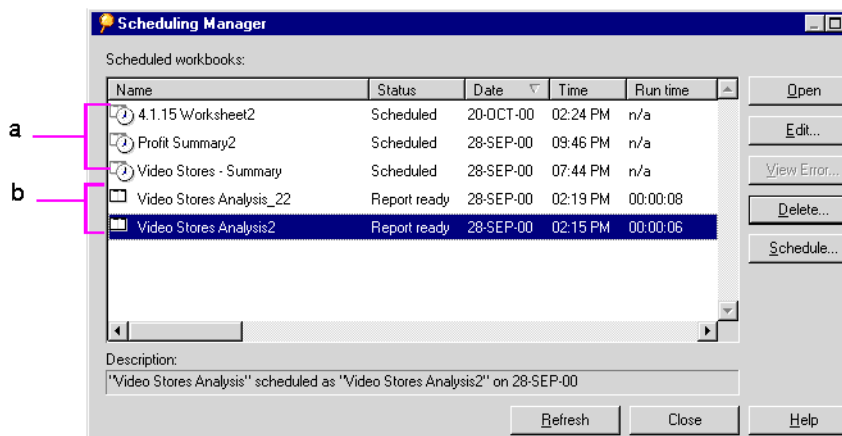 Scheduling Manager
Scheduled workbooks:
Name Status Date Time Run time
4.1.15 Worksheet2 Scheduled 20-OCT-00 02:24 PM n/a
Profit Summary2 Scheduled 28-SEP-00 09:46 PM n/a
Video Stores - Summary Scheduled 28-SEP-00 07:44 PM n/a
Video Stores Analysis_22 Report ready 28-SEP-00 02:19 PM 00:00:08
Video Stores Analysis2 Report ready 28-SEP-00 02:15 PM 00:00:06
a
b
Open
Edit...
View Error...
Delete...
Schedule...
Description:
"Video Stores Analysis" scheduled as "Video Stores Analysis2" on 28-SEP-00
Refresh Close Help